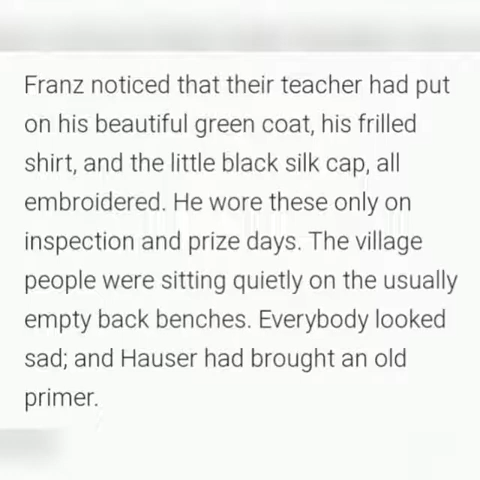 Franz noticed that their teacher had put
on his beautiful green coat, his frilled
shirt, and the little black silk cap, all
embroidered. He wore these only on
inspection and prize days. The village
people were sitting quietly on the usually
empty back benches. Everybody looked
sad; and Hauser had brought an old
primer.